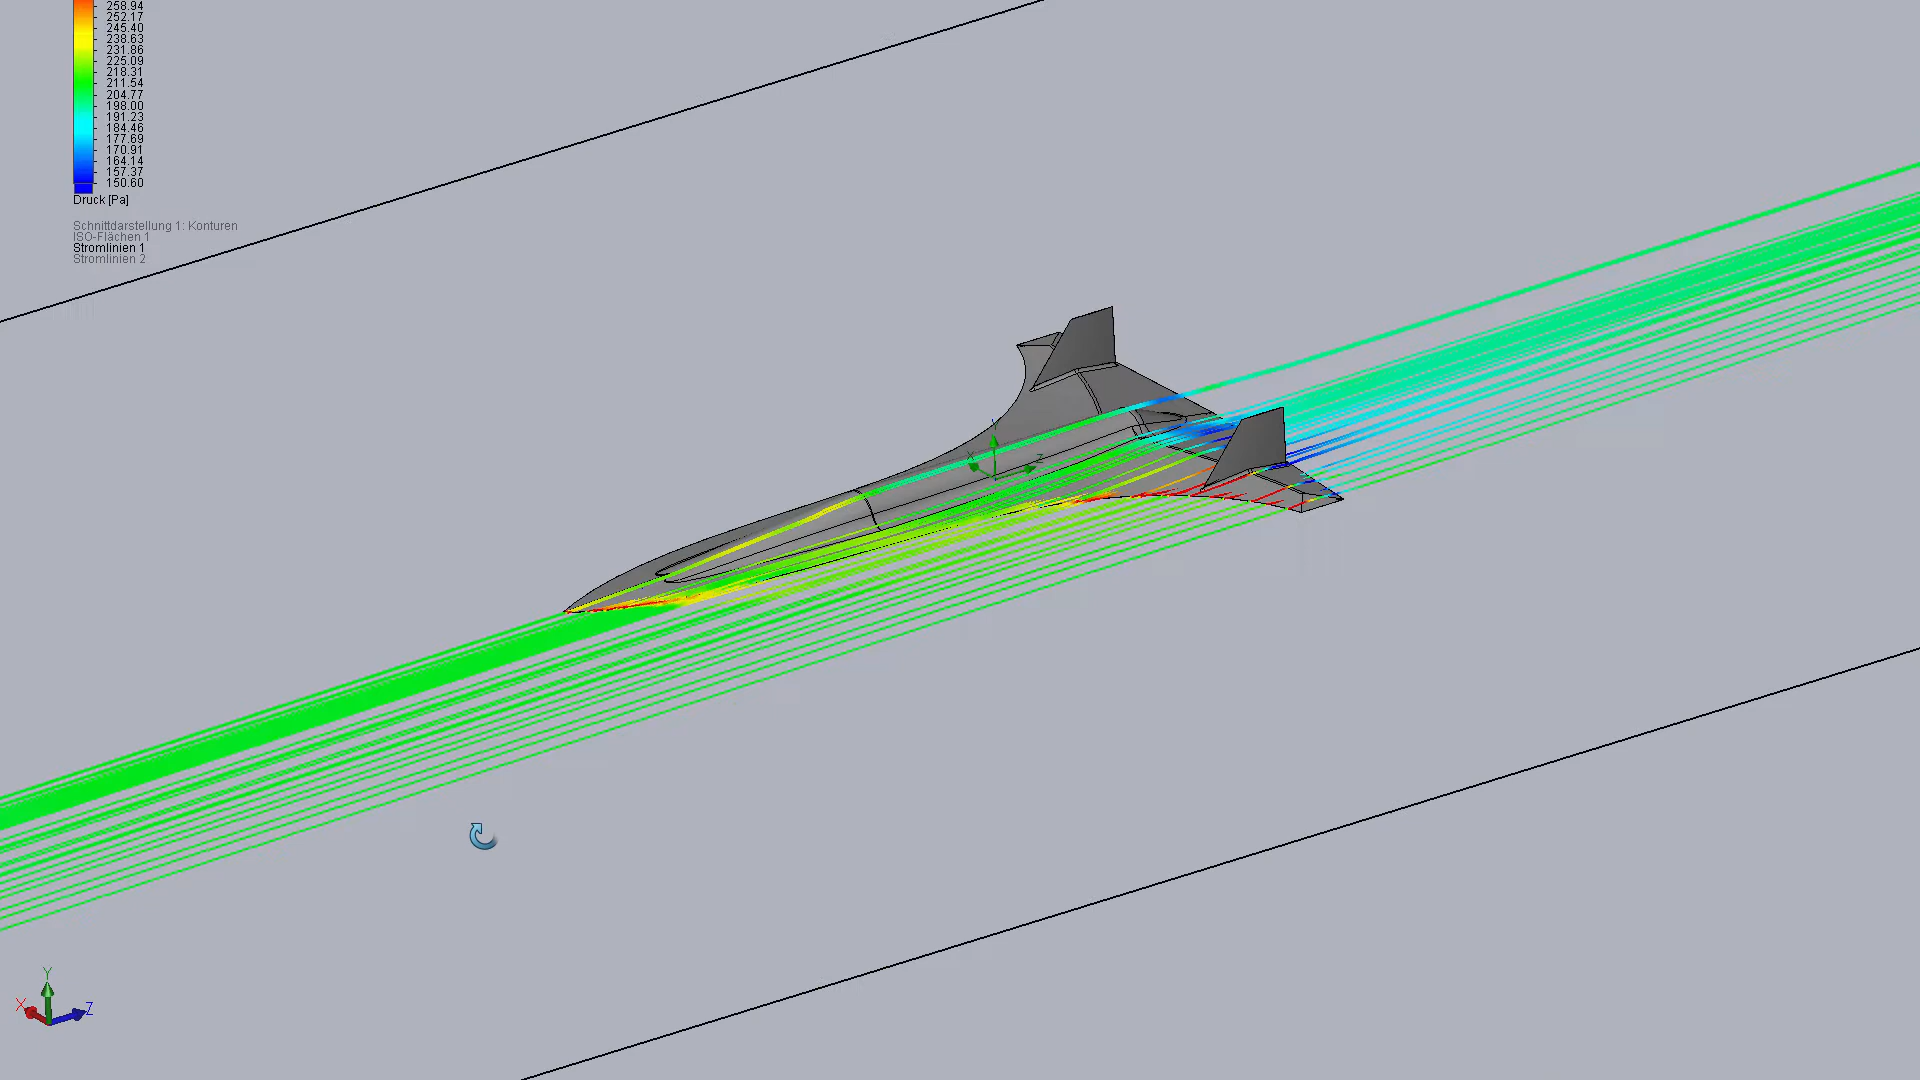 258.94
252.17
245.40
238.63
231.86
225.09
218.31
211.54
204.77
198.00
191.23
184.46
177.69
170.91
164.14
157.37
150.60
Druck [Pa]
Schnittdarstellung 1: Konturen
ISO-Flächen 1
Stromlinien 1
Stromlinien 2
Y
X
Z
Y
X
Z